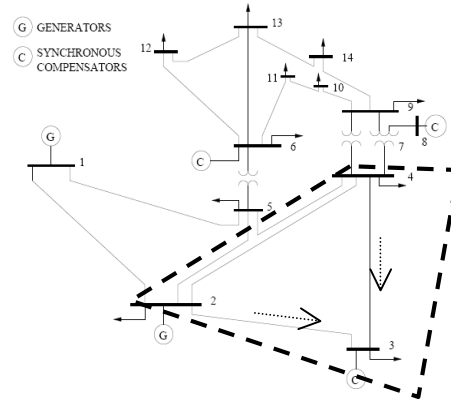 G GENERATORS
C SYNCHRONOUS
COMPENSATORS
13
12
14
11
10
9
G
C
8
7
C
6
1
4
5
2
G
3
C